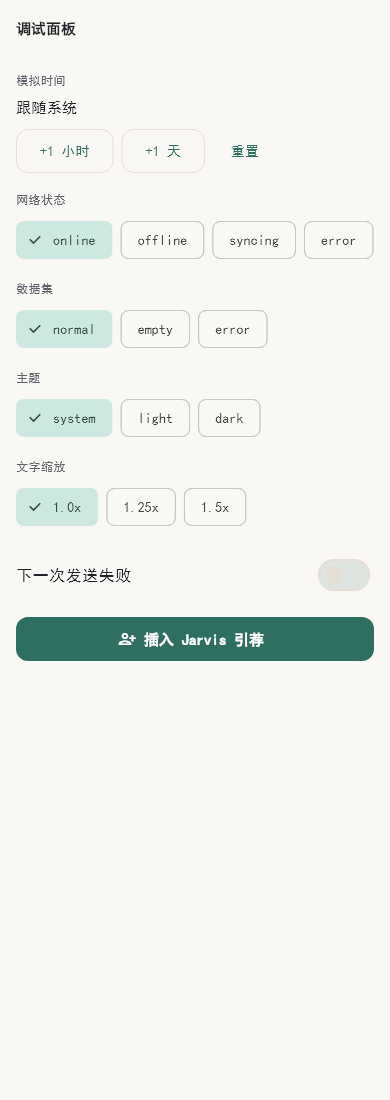 调试面板
模拟时间
跟随系统
+1 小时 +1 天 重置
网络状态
online offline syncing error
数据集
normal empty error
主题
system light dark
文字缩放
1.0x 1.25x 1.5x
下一次发送失败
插入 Jarvis 引荐